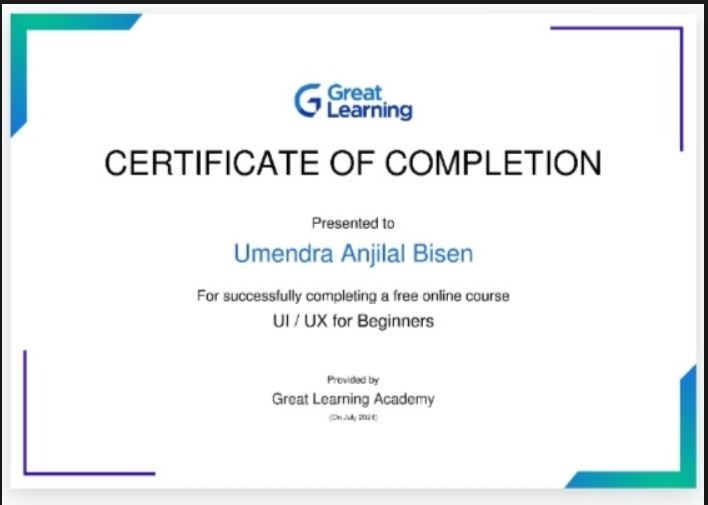 Great
Learning
CERTIFICATE OF COMPLETION
Presented to
Umendra Anjilal Bisen
For successfully completing a free online course
UI / UX for Beginners
Provided by
Great Learning Academy
(On July 2024)